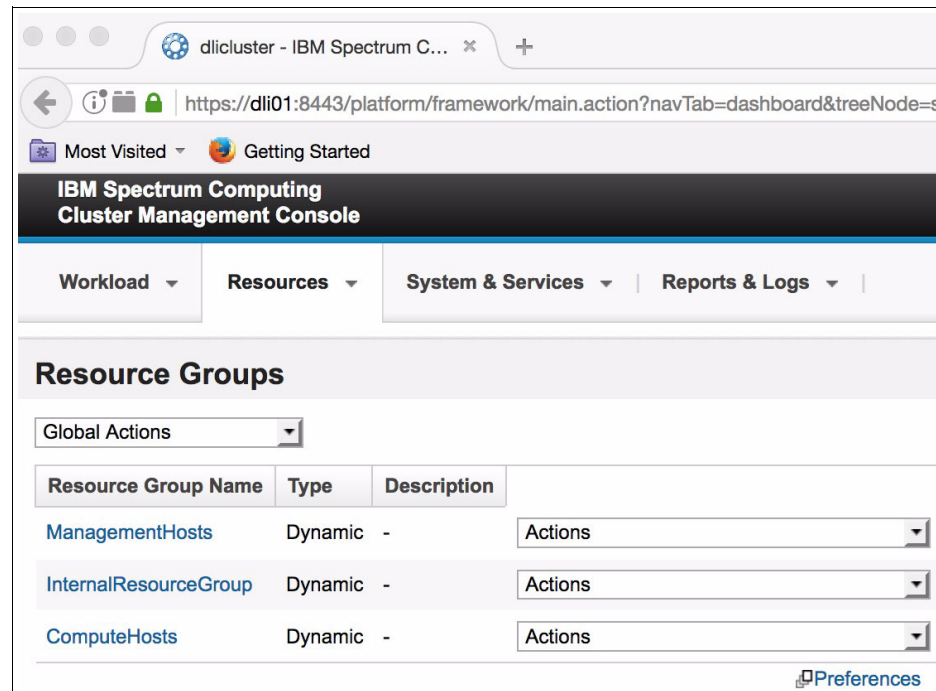 dlicluster - IBM Spectrum C...
https://dli01:8443/platform/framework/main.action?navTab=dashboard&treeNode=s
Most Visited Getting Started
IBM Spectrum Computing
Cluster Management Console
Workload Resources System & Services Reports & Logs
Resource Groups
Global Actions
Resource Group Name Type Description
ManagementHosts Dynamic - Actions
InternalResourceGroup Dynamic - Actions
ComputeHosts Dynamic - Actions
Preferences